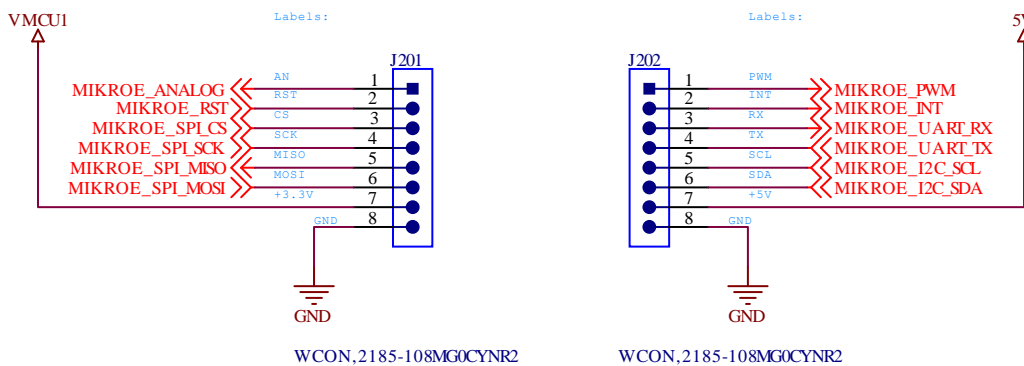 Labels:
Labels:
VMCU1
5V
J201
J202
AN
1
MIKROE_ANALOG
RST
2
MIKROE_RST
CS
3
MIKROE_SPI_CS
SCK
4
MIKROE_SPI_SCK
MISO
5
MIKROE_SPI_MISO
MOSI
6
MIKROE_SPI_MOSI
+3.3V
7
GND
8
GND
1
PWM
MIKROE_PWM
2
INT
MIKROE_INT
3
RX
MIKROE_UART_RX
4
TX
MIKROE_UART_TX
5
SCL
MIKROE_I2C_SCL
6
SDA
MIKROE_I2C_SDA
7
+5V
8
GND
GND
WCON,2185-108MG0CYNR2
WCON,2185-108MG0CYNR2